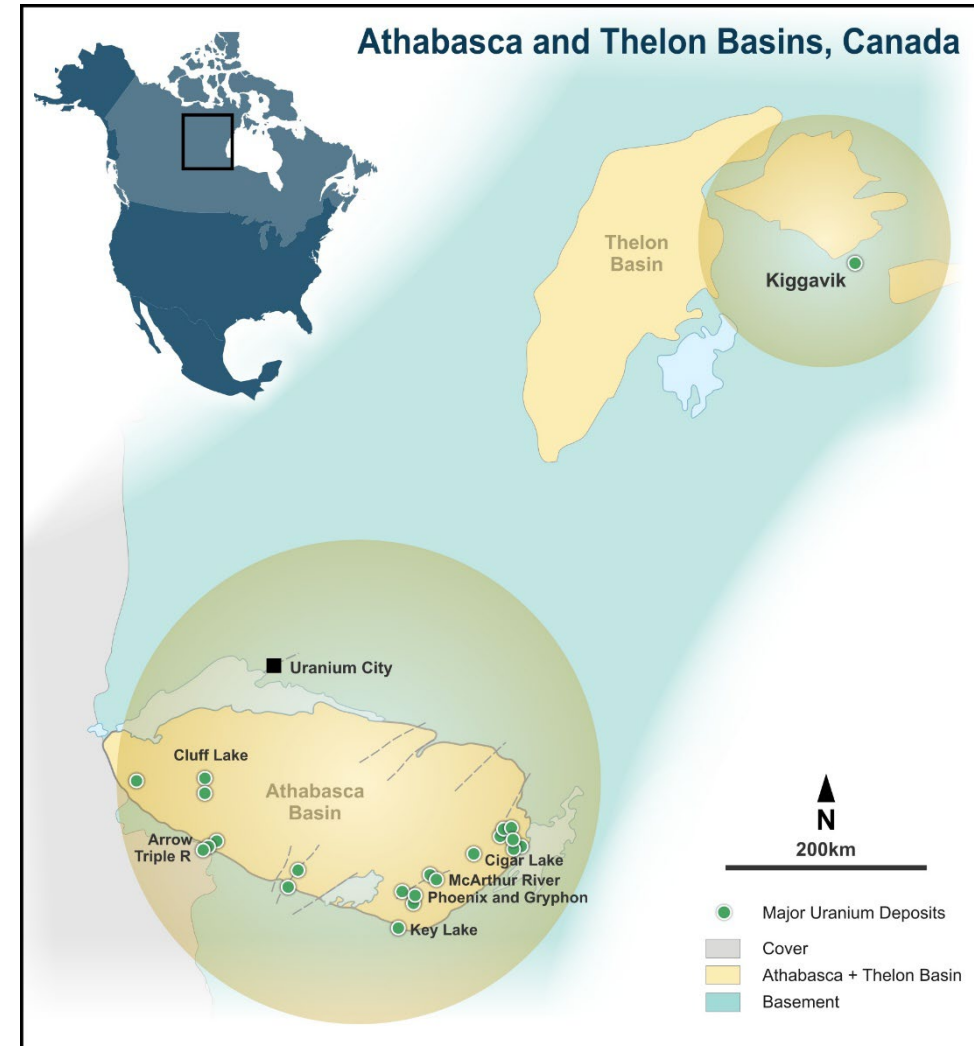 Athabasca and Thelon Basins, Canada
Thelon
Basin
Kiggavik
Uranium City
Cluff Lake
Athabasca
Basin
Arrow
Triple R
Cigar Lake
McArthur River
Phoenix and Gryphon
Key Lake
N
200km
Major Uranium Deposits
Cover
Athabasca + Thelon Basin
Basement